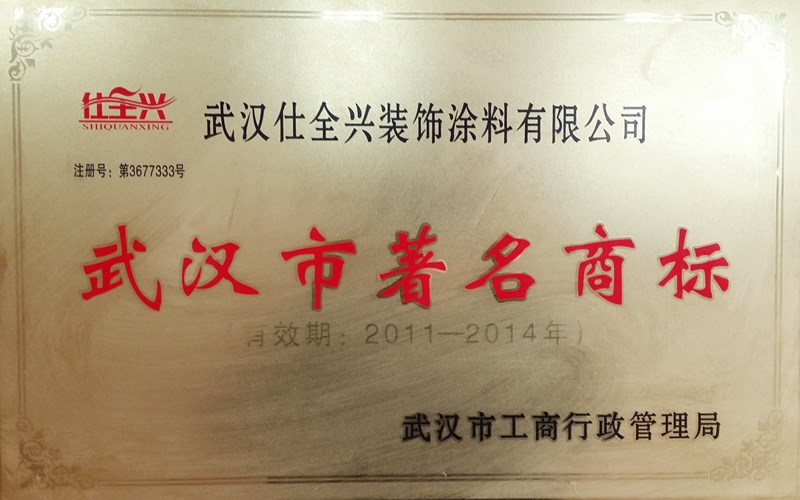 仕全兴
SHIQUANXING
武汉仕全兴装饰涂料有限公司
注册号：第3677333号
武汉市著名商标
有效期：2011—2014年）
武汉市工商行政管理局